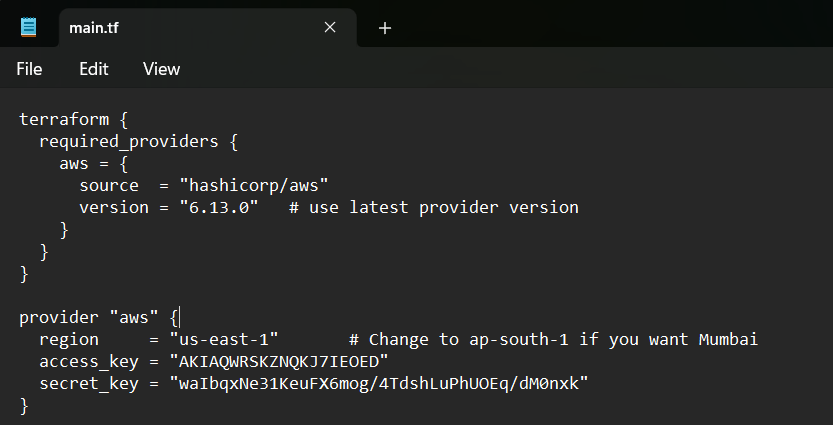 main.tf
File Edit View
terraform {
  required_providers {
    aws = {
      source  = "hashicorp/aws"
      version = "6.13.0"   # use latest provider version
    }
  }
}
provider "aws" {
  region     = "us-east-1"       # Change to ap-south-1 if you want Mumbai
  access_key = "AKIAQWRSKZNQKJ7IEOED"
  secret_key = "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"
}